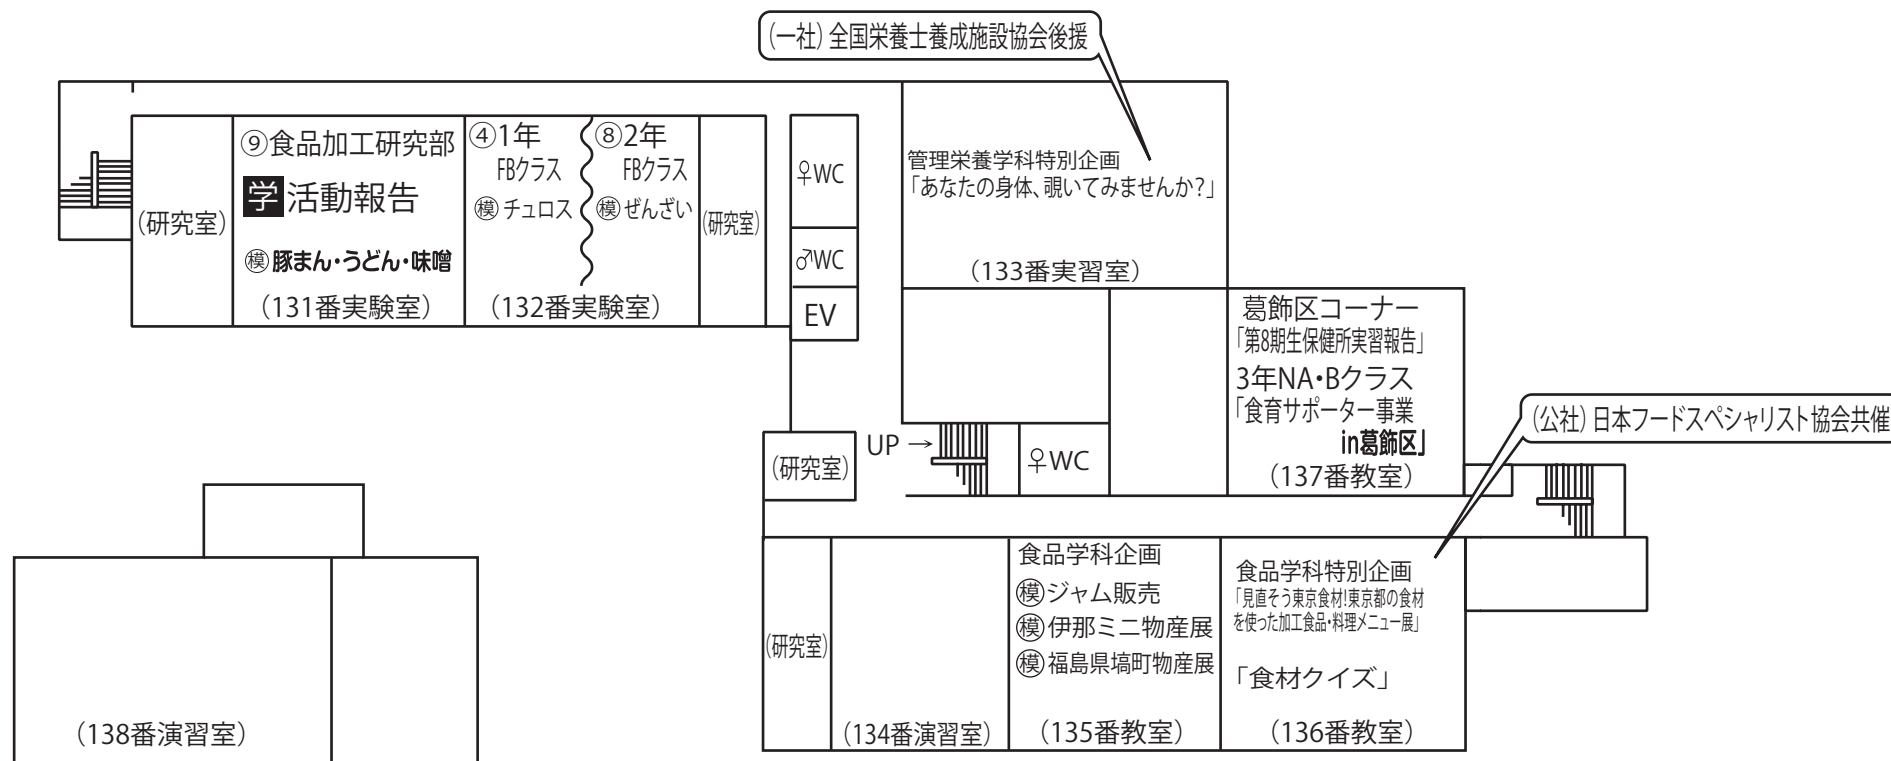 (一社) 全国栄養士養成施設協会後援
(研究室)
⑨食品加工研究部
学 活動報告
模 豚まん・うどん・味噌
(131番実験室)
④1年
FBクラス
模 チュロス
⑧2年
FBクラス
模 ぜんざい
(132番実験室)
(研究室)
♀WC
♂WC
EV
管理栄養学科特別企画
「あなたの身体、覗いてみませんか?」
(133番実習室)
葛飾区コーナー
「第8期生保健所実習報告」
3年NA・Bクラス
「食育サポーター事業
in葛飾区」
(137番教室)
(公社) 日本フードスペシャリスト協会共催
(研究室)
UP →
♀WC
(138番演習室)
(研究室)
(134番演習室)
食品学科企画
模 ジャム販売
模 伊那ミニ物産展
模 福島県塙町物産展
(135番教室)
食品学科特別企画
「見直そう東京食材!東京都の食材
を使った加工食品・料理メニュー展」
「食材クイズ」
(136番教室)